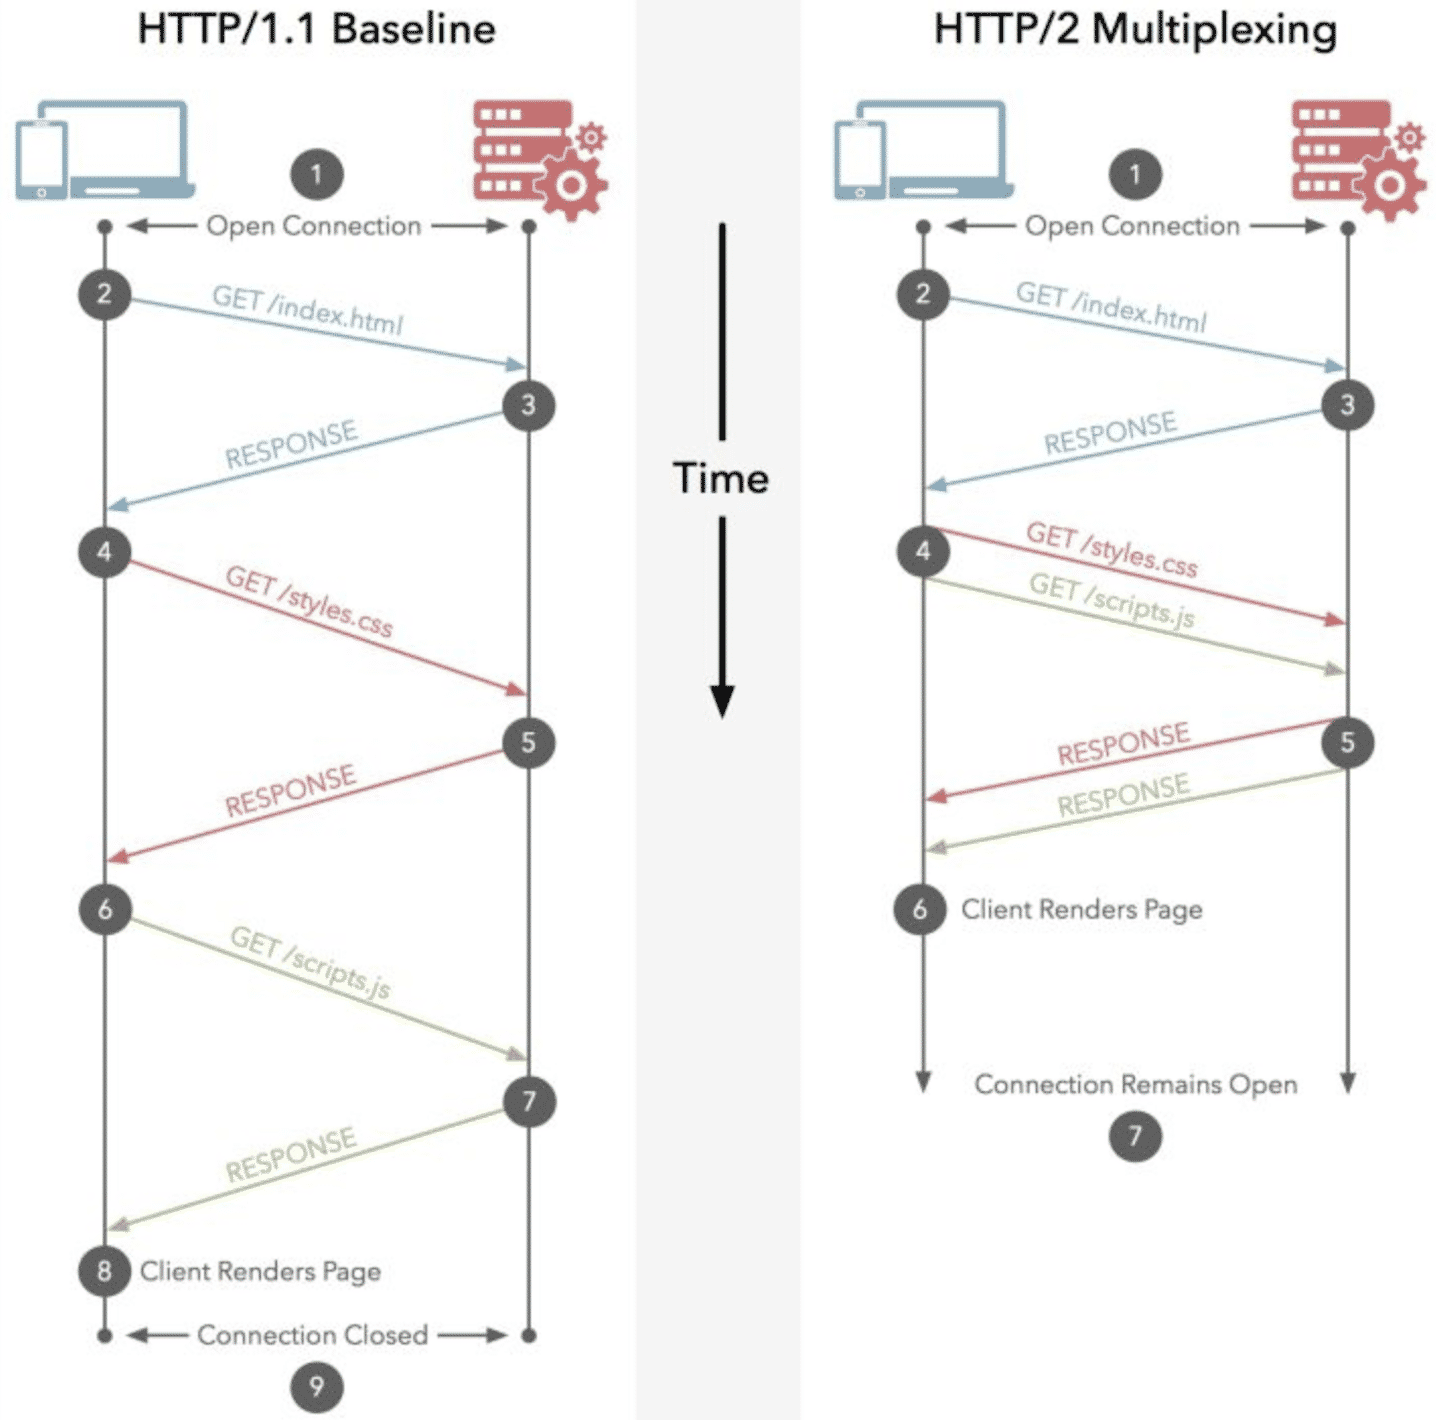 HTTP/1.1 Baseline
1
Open Connection
2
GET /index.html
3
RESPONSE
4
GET /styles.css
5
RESPONSE
6
GET /scripts.js
7
RESPONSE
8
Client Renders Page
Connection Closed
9
Time
HTTP/2 Multiplexing
1
Open Connection
2
GET /index.html
3
RESPONSE
4
GET /styles.css
GET /scripts.js
5
RESPONSE
RESPONSE
6
Client Renders Page
Connection Remains Open
7